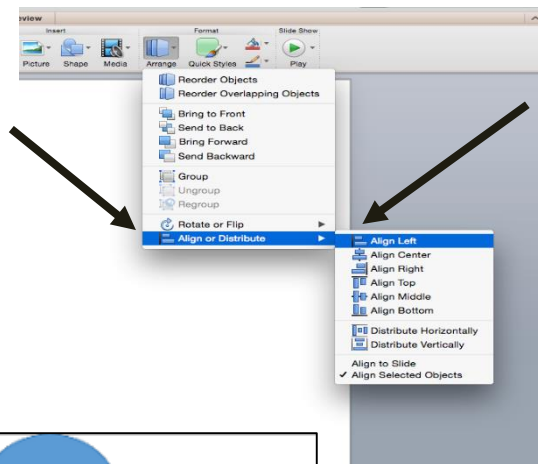 Insert Format Slide Show
Picture Shape Media Arrange Quick Styles Play
Reorder Objects
Reorder Overlapping Objects
Bring to Front
Send to Back
Bring Forward
Send Backward
Group
Ungroup
Regroup
Rotate or Flip
Align or Distribute
Align Left
Align Center
Align Right
Align Top
Align Middle
Align Bottom
Distribute Horizontally
Distribute Vertically
Align to Slide
Align Selected Objects